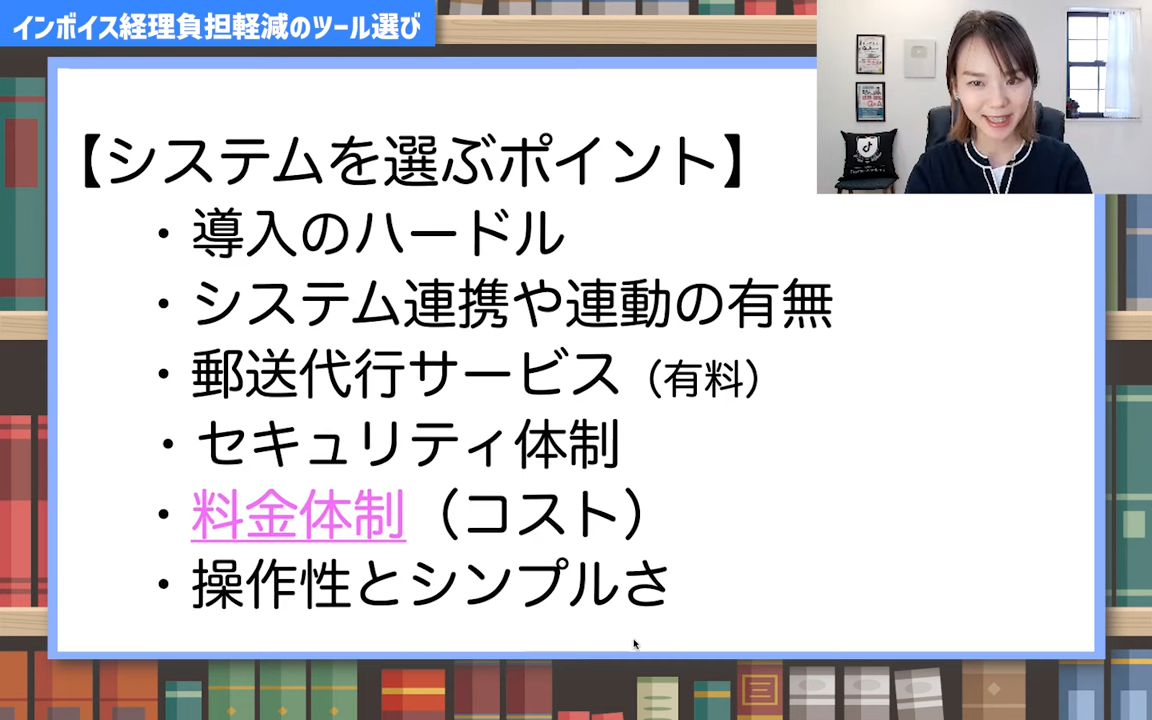 インボイス経理負担軽減のツール選び
【システムを選ぶポイント】
・導入のハードル
・システム連携や連動の有無
・郵送代行サービス（有料）
・セキュリティ体制
・料金体制（コスト）
・操作性とシンプルさ